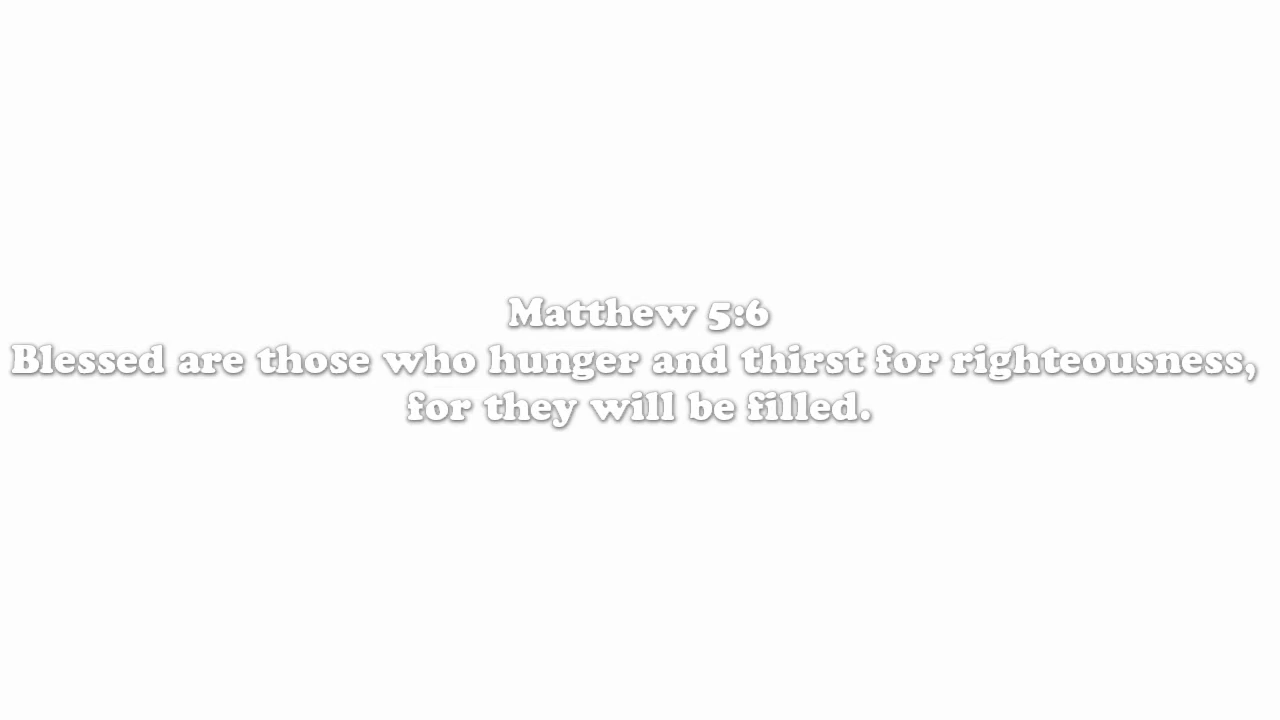 Matthew 5:6
Blessed are those who hunger and thirst for righteousness,
for they will be filled.